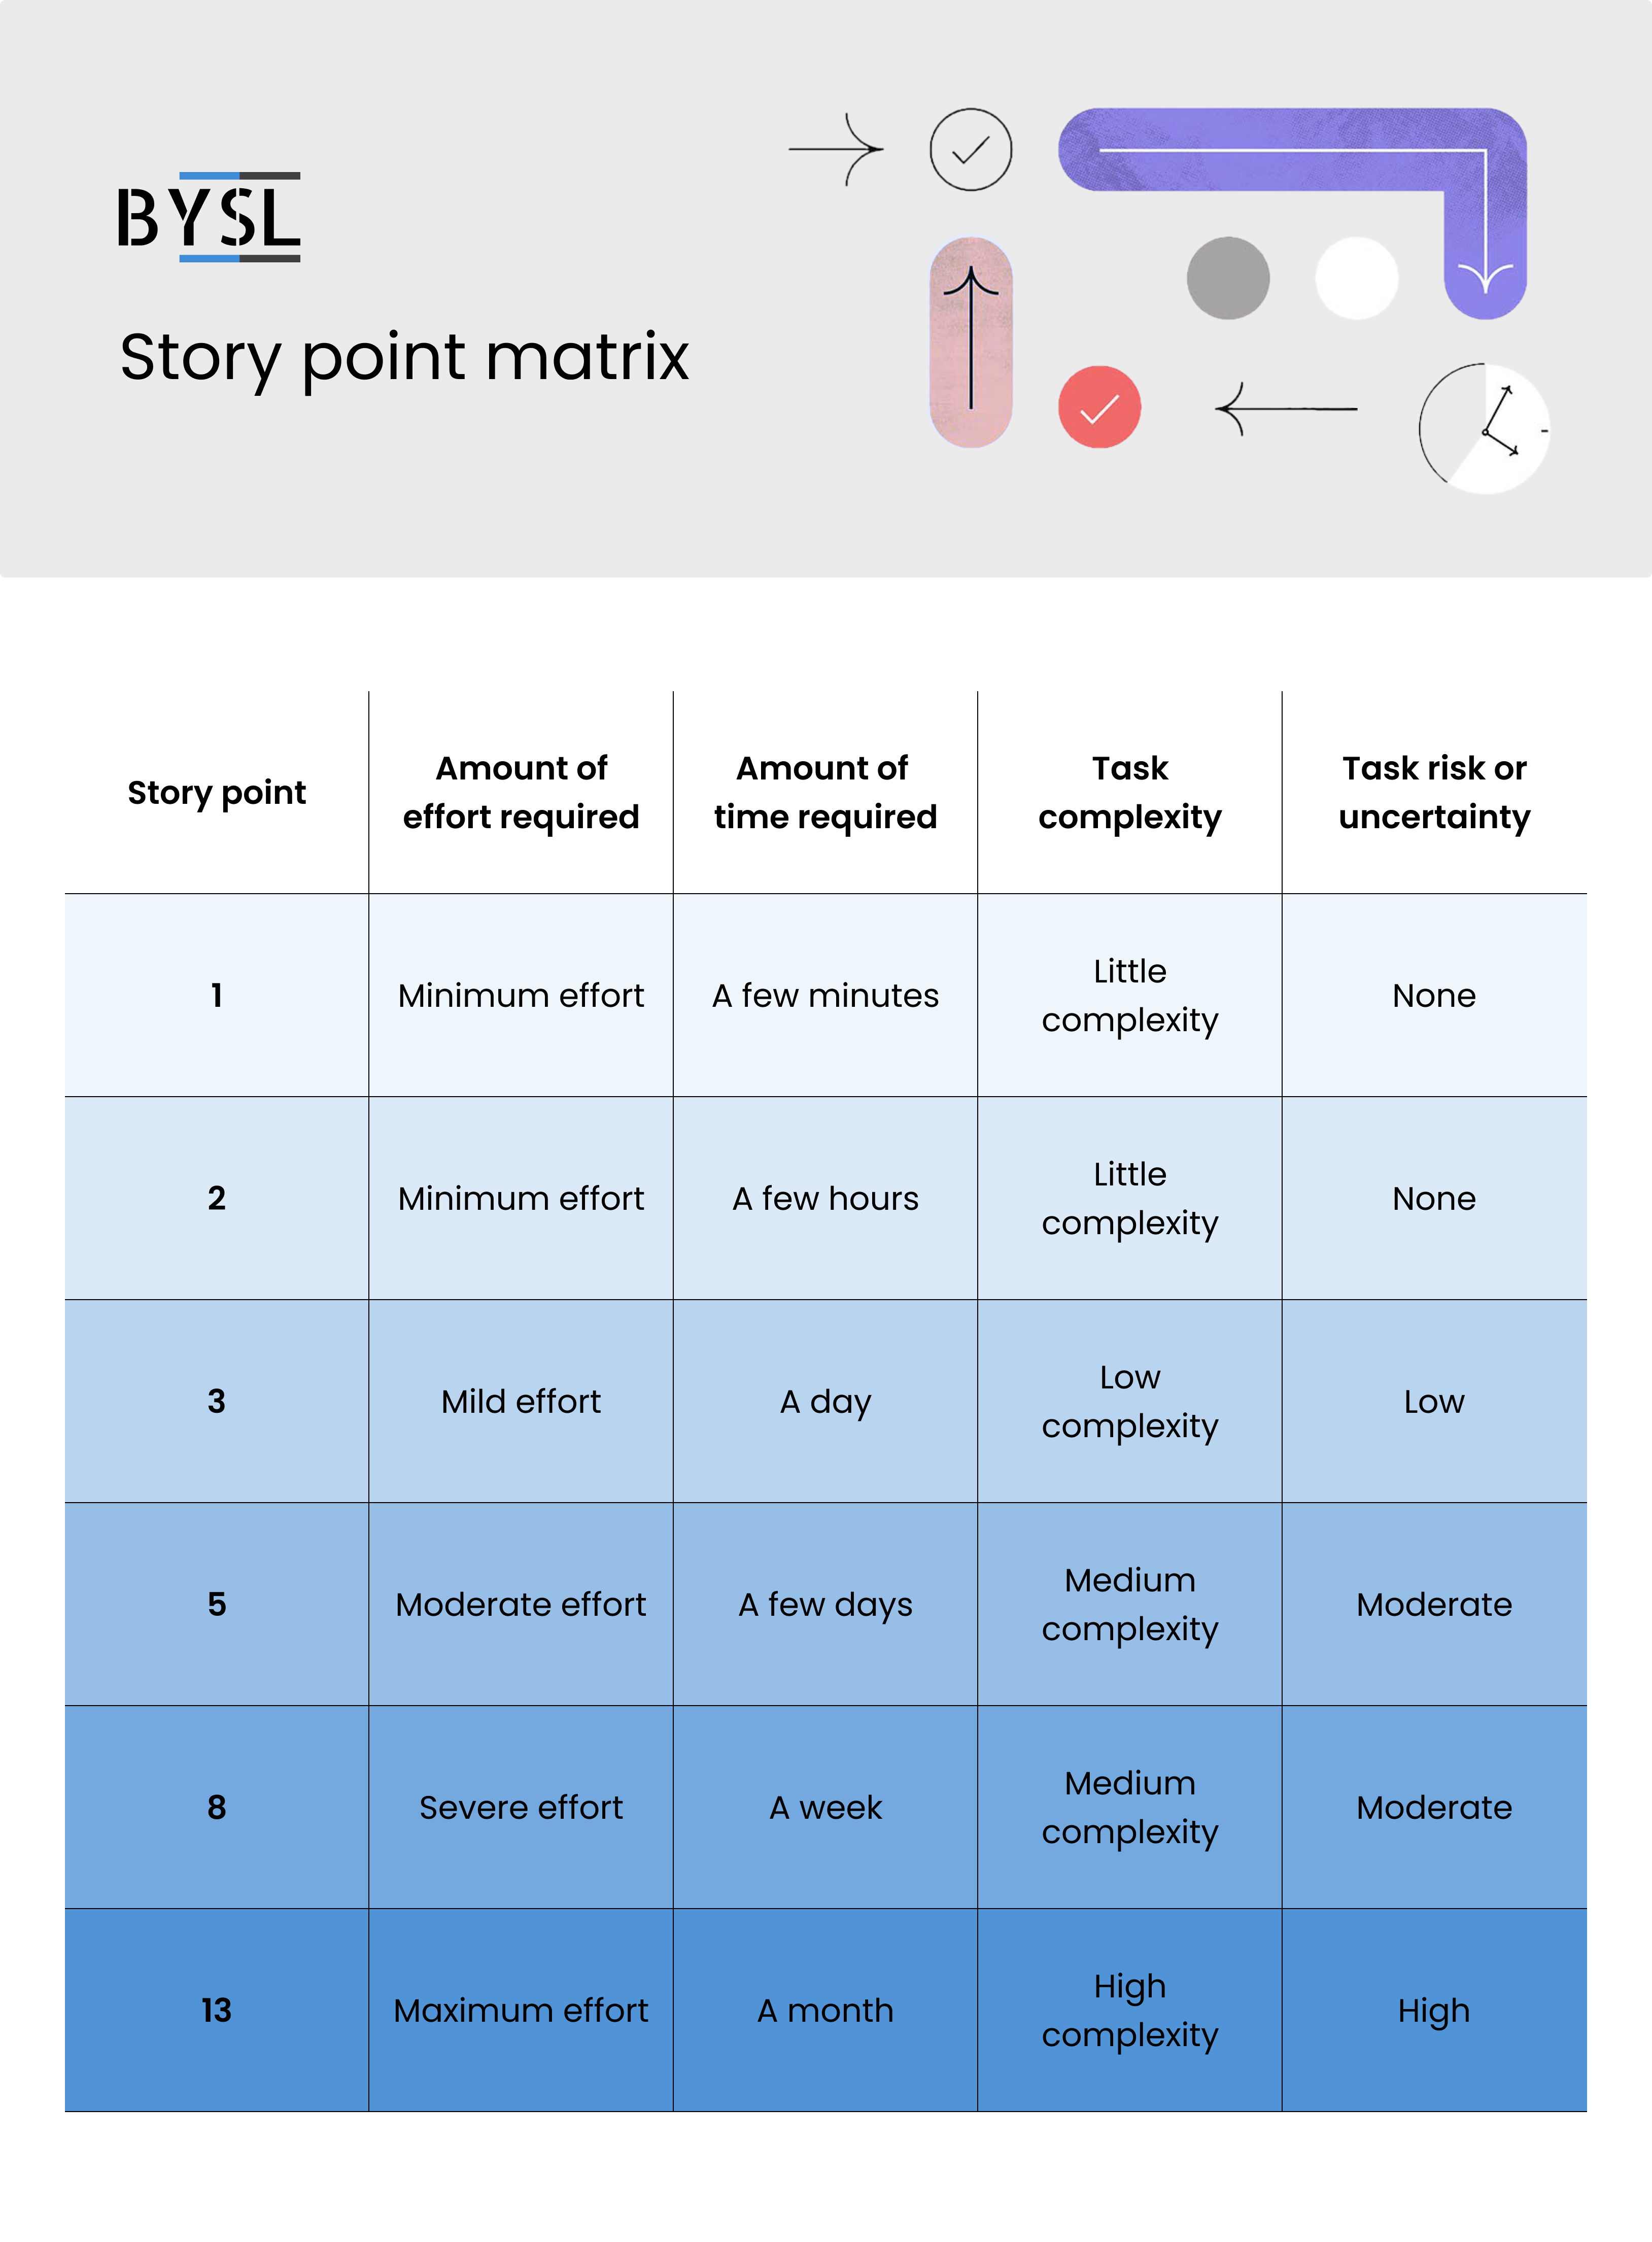 BYSL
Story point matrix
Story point
Amount of
effort required
Amount of
time required
Task
complexity
Task risk or
uncertainty
1
Minimum effort
A few minutes
Little
complexity
None
2
Minimum effort
A few hours
Little
complexity
None
3
Mild effort
A day
Low
complexity
Low
5
Moderate effort
A few days
Medium
complexity
Moderate
8
Severe effort
A week
Medium
complexity
Moderate
13
Maximum effort
A month
High
complexity
High